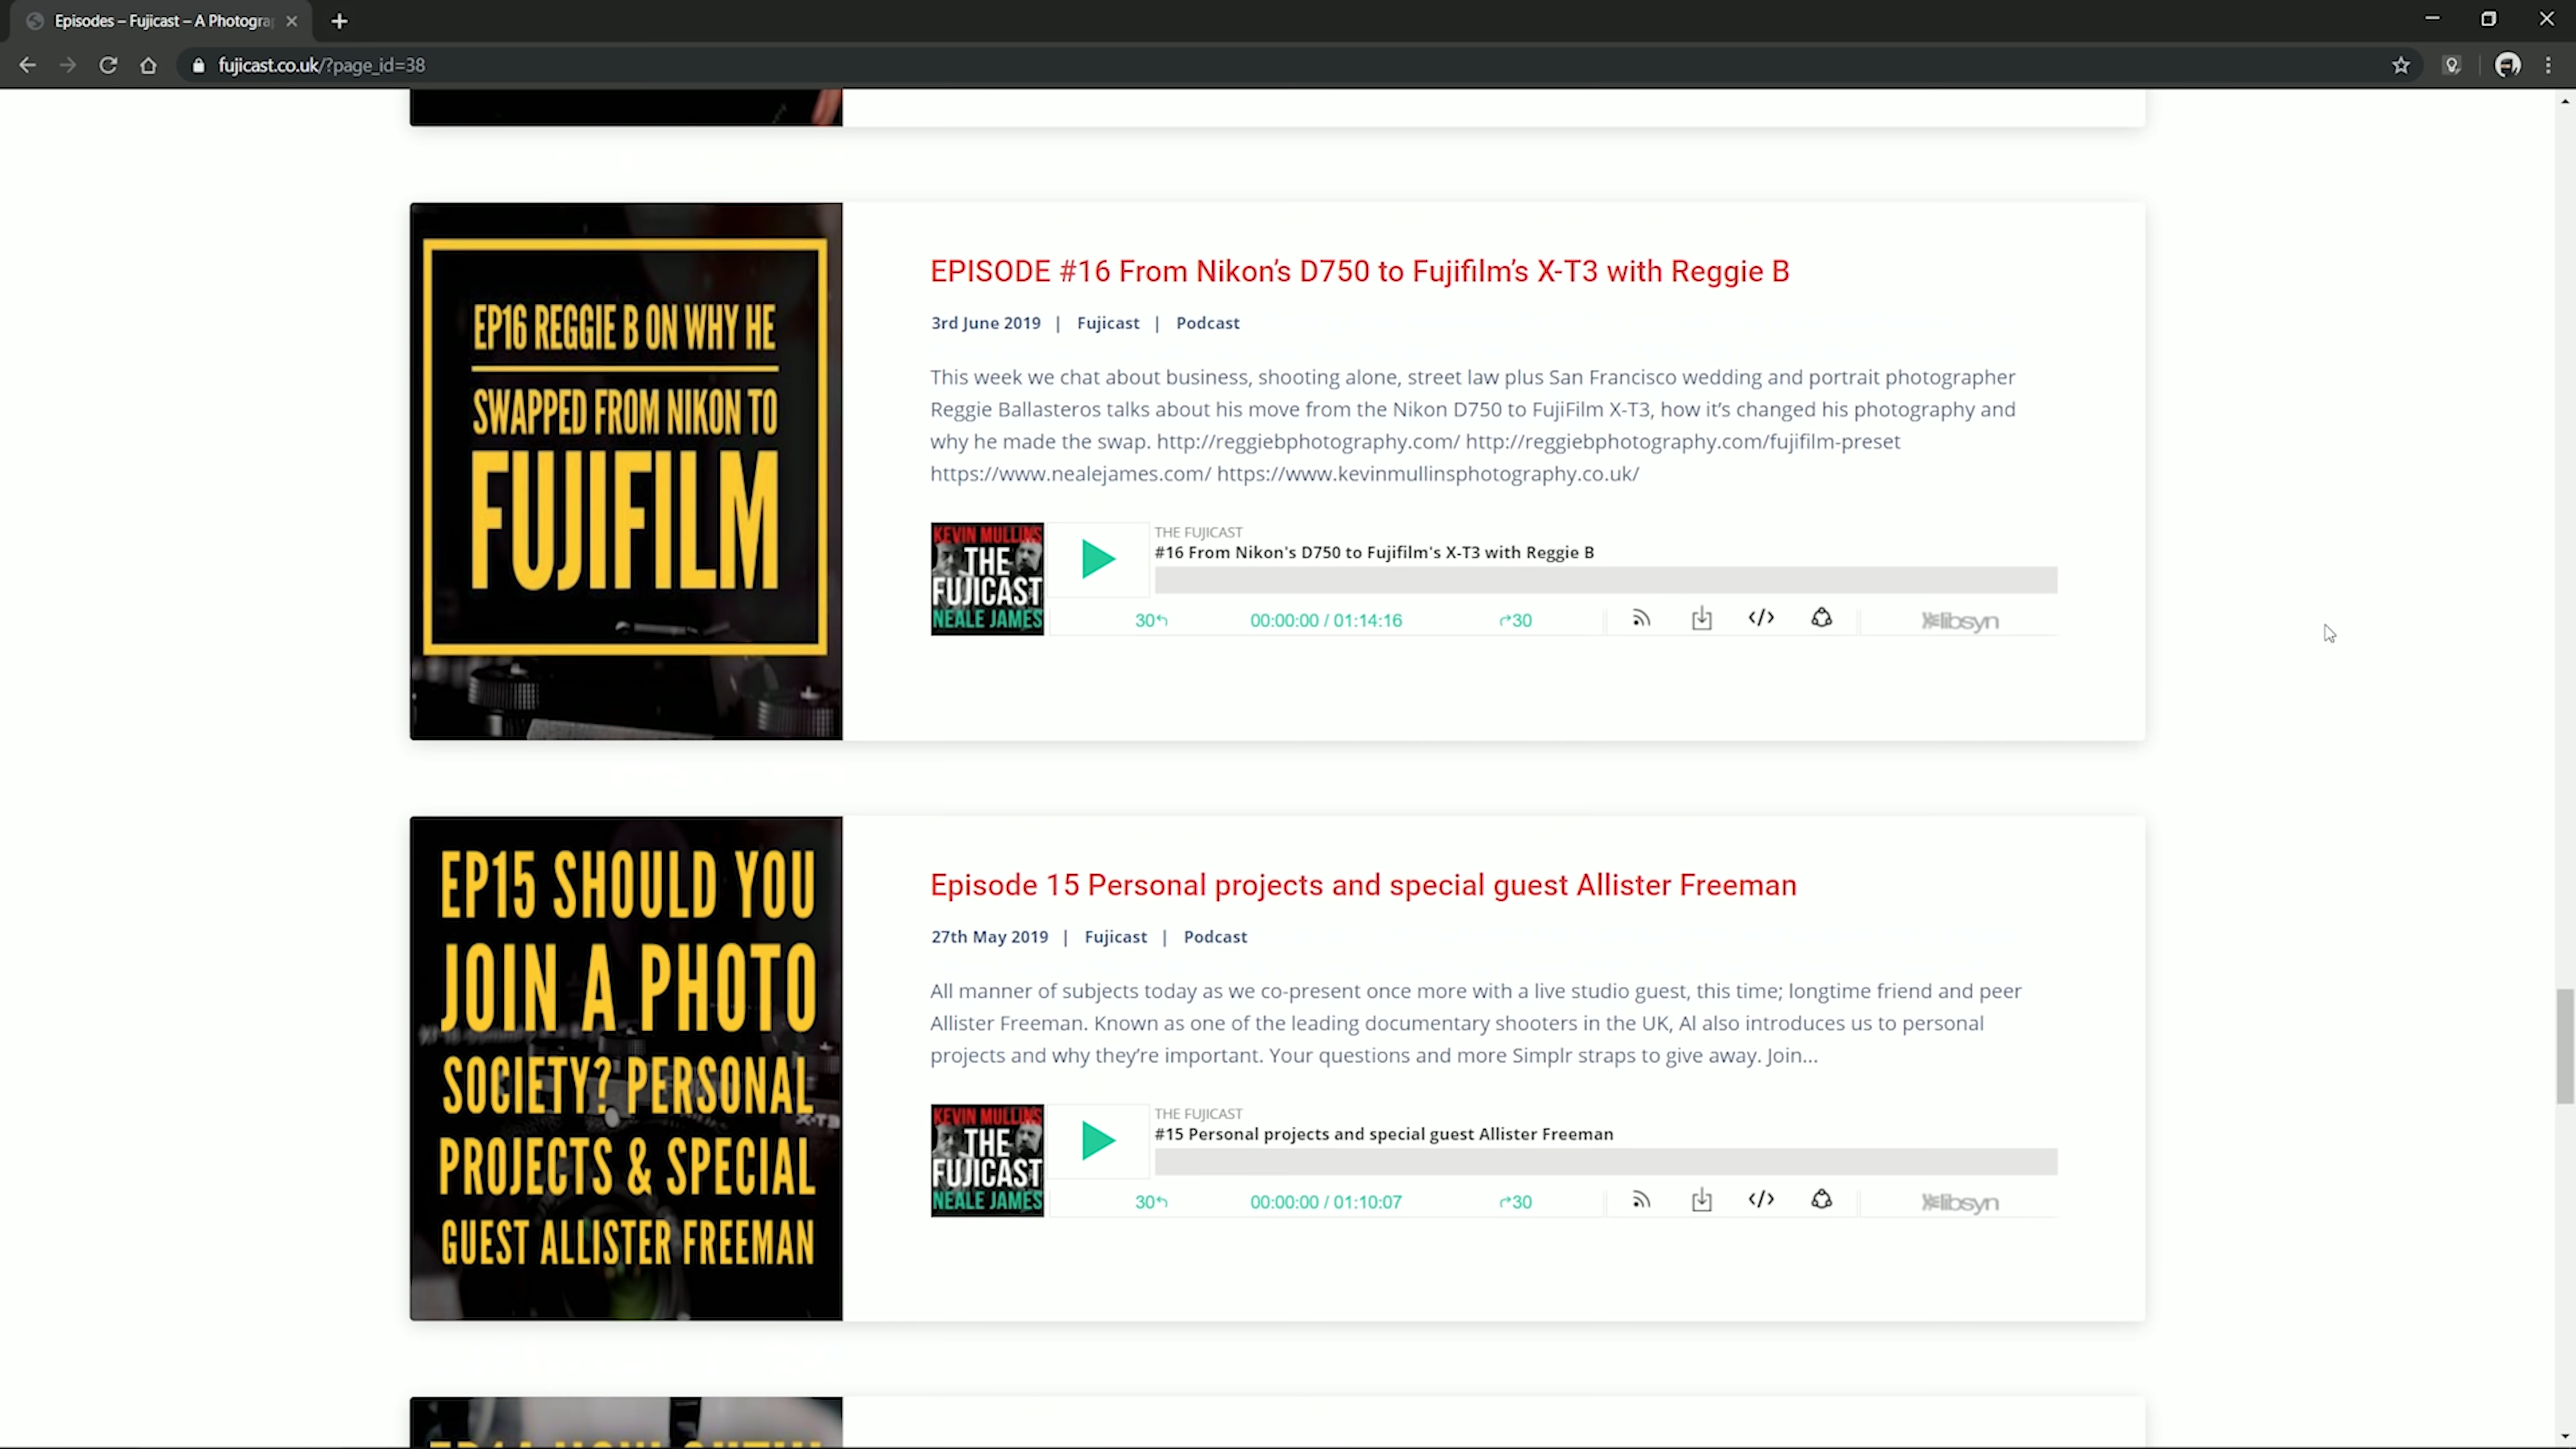 Episodes – Fujicast – A Photogra
fujicast.co.uk/?page_id=38
EP16 REGGIE B ON WHY HE
SWAPPED FROM NIKON TO
FUJIFILM
EPISODE #16 From Nikon’s D750 to Fujifilm’s X-T3 with Reggie B
3rd June 2019 | Fujicast | Podcast
This week we chat about business, shooting alone, street law plus San Francisco wedding and portrait photographer
Reggie Ballasteros talks about his move from the Nikon D750 to FujiFilm X-T3, how it’s changed his photography and
why he made the swap. http://reggiebphotography.com/ http://reggiebphotography.com/fujifilm-preset
https://www.nealejames.com/ https://www.kevinmullinsphotography.co.uk/
KEVIN MULLINS
THE
FUJICAST
NEALE JAMES
THE FUJICAST
#16 From Nikon's D750 to Fujifilm's X-T3 with Reggie B
30 00:00:00 / 01:14:16 30 </> libsyn
EP15 SHOULD YOU
JOIN A PHOTO
SOCIETY? PERSONAL
X-T3
PROJECTS & SPECIAL
GUEST ALLISTER FREEMAN
Episode 15 Personal projects and special guest Allister Freeman
27th May 2019 | Fujicast | Podcast
All manner of subjects today as we co-present once more with a live studio guest, this time; longtime friend and peer
Allister Freeman. Known as one of the leading documentary shooters in the UK, Al also introduces us to personal
projects and why they’re important. Your questions and more Simplr straps to give away. Join...
KEVIN MULLINS
THE
FUJICAST
NEALE JAMES
THE FUJICAST
#15 Personal projects and special guest Allister Freeman
30 00:00:00 / 01:10:07 30 </> libsyn